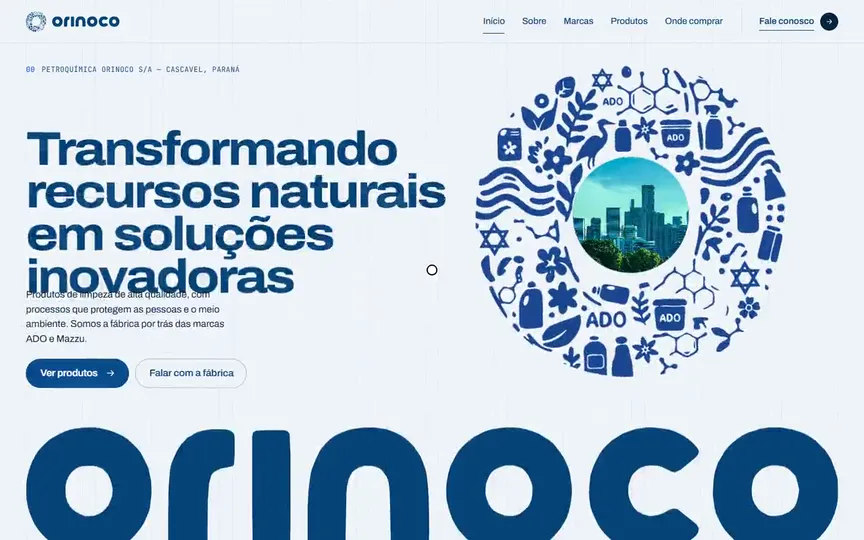 orinoco
Início
Sobre
Marcas
Produtos
Onde comprar
Fale conosco
00 PETROQUÍMICA ORINOCO S/A — CASCAVEL, PARANÁ
Transformando
recursos naturais
em soluções
inovadoras
Produtos de limpeza de alta qualidade, com
processos que protegem as pessoas e o meio
ambiente. Somos a fábrica por trás das marcas
ADO e Mazzu.
Ver produtos
Falar com a fábrica
ADO
ADO
ADO
ADO
orinoco